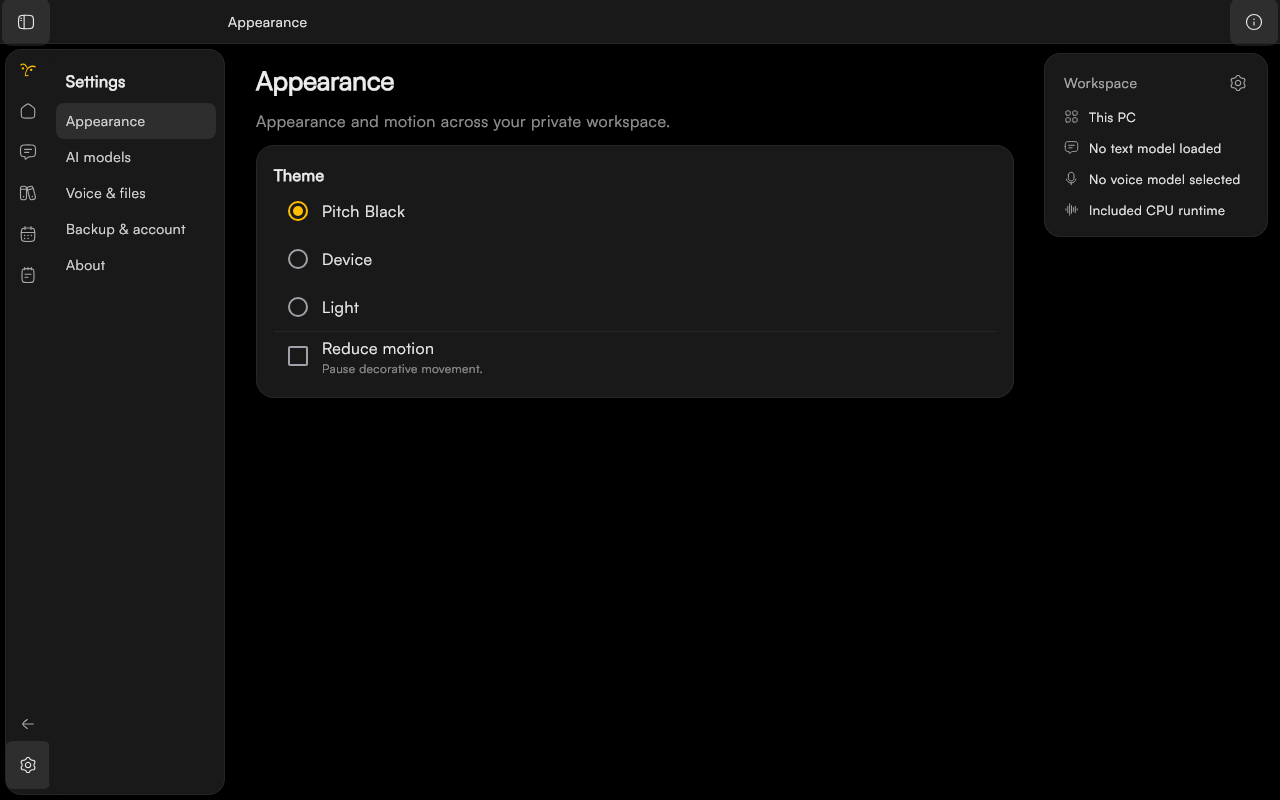 Appearance
Settings
Appearance
AI models
Voice & files
Backup & account
About
Appearance
Appearance and motion across your private workspace.
Theme
Pitch Black
Device
Light
Reduce motion
Pause decorative movement.
Workspace
This PC
No text model loaded
No voice model selected
Included CPU runtime